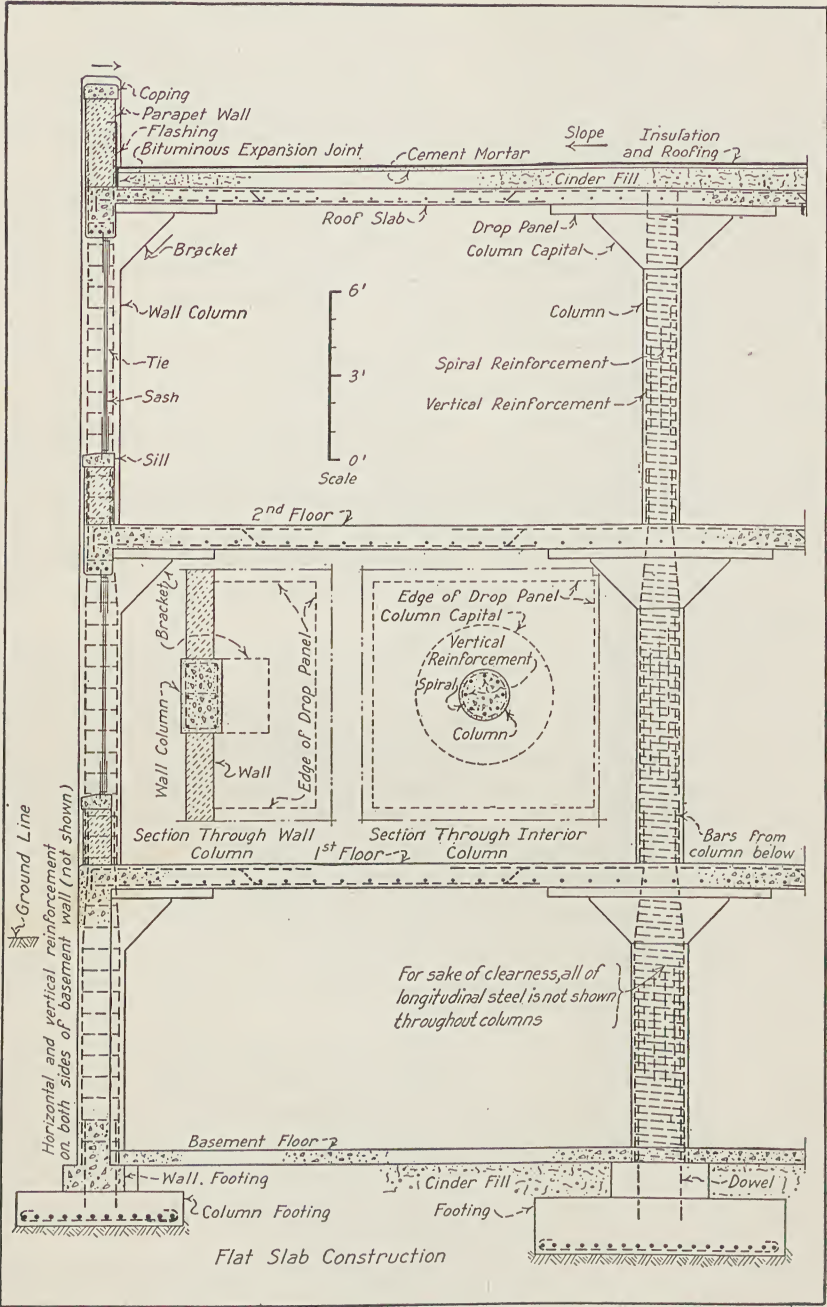 Coping
Parapet Wall
Flashing
Bituminous Expansion Joint
Cement Mortar
Slope
Insulation
and Roofing
Cinder Fill
Roof Slab
Drop Panel
Column Capital
Bracket
Wall Column
6'
Column
Tie
3'
Spiral Reinforcement
Sash
Vertical Reinforcement
Sill
0'
Scale
2nd Floor
Bracket
Edge of Drop Panel
Wall Column
Wall
Edge of Drop Panel
Column Capital
Vertical
Reinforcement
Spiral
Column
Section Through Wall
Column
Section Through Interior
Column
1st Floor
Bars from
column below
Ground Line
Horizontal and vertical reinforcement
on both sides of basement wall (not shown)
For sake of clearness, all of
longitudinal steel is not shown
throughout columns
Basement Floor
Wall. Footing
Cinder Fill
Dowel
Column Footing
Footing
Flat Slab Construction